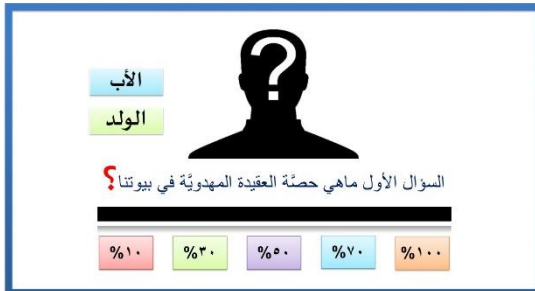 ؟
الأب
الولد
السؤال الأول ماهي حصَّة العقيدة المهدويَّة في بيوتنا؟
%١٠٠ %٧٠ %٥٠ %٣٠ %١٠